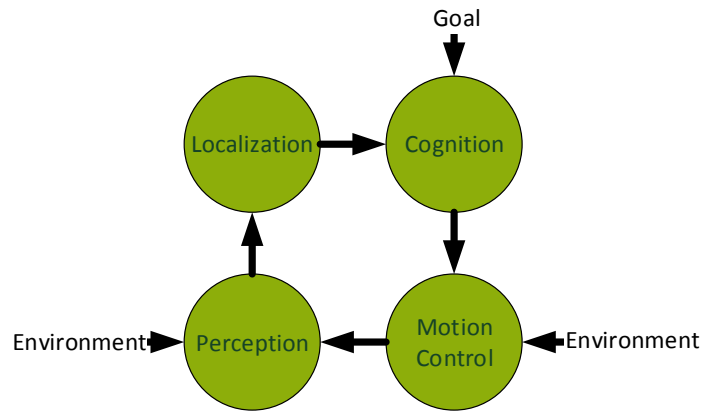 Goal
Localization
Cognition
Environment
Perception
Motion
Control
Environment